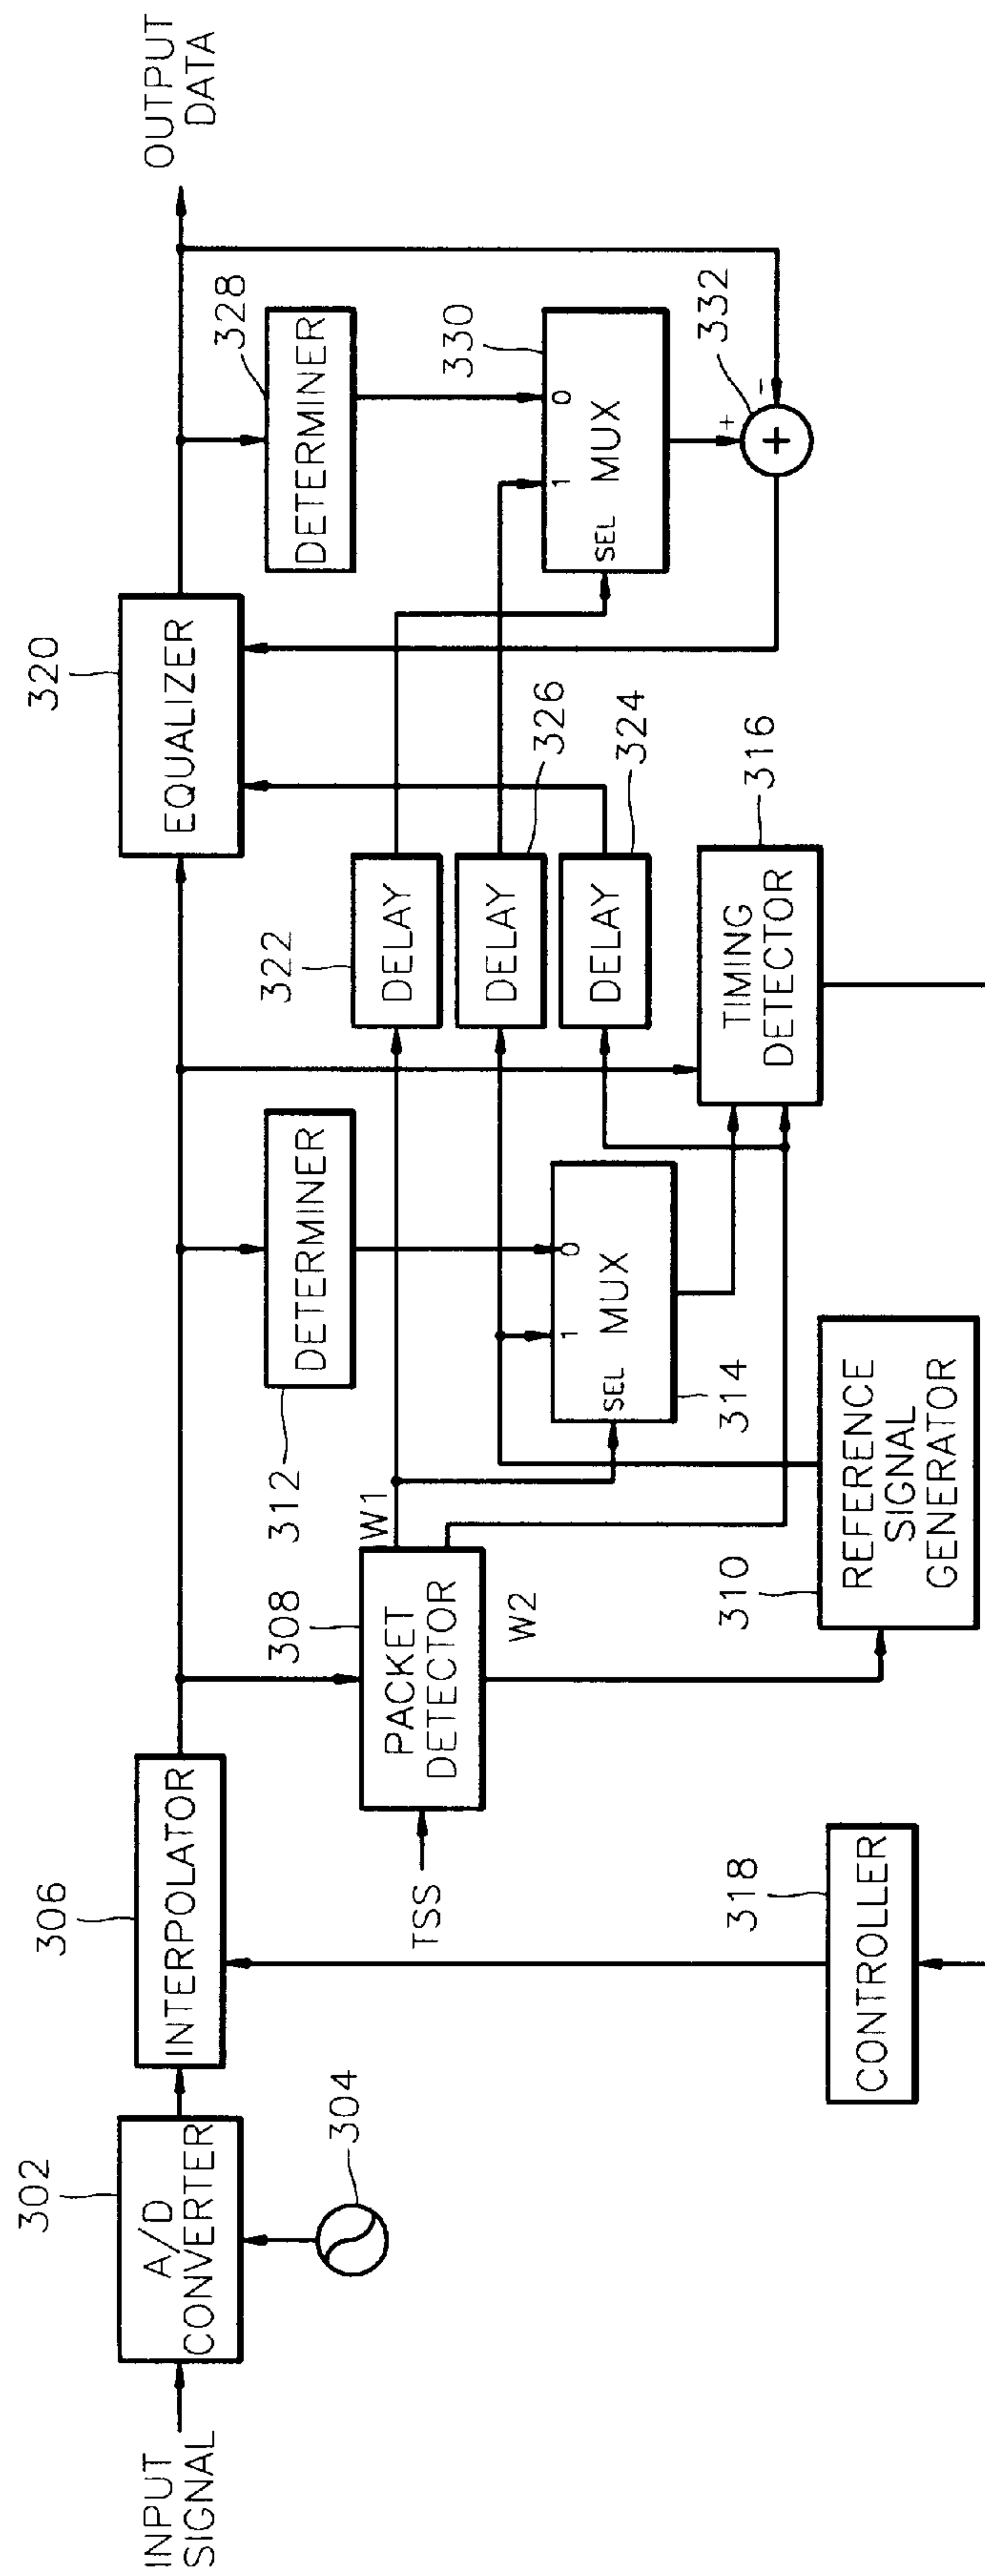 INPUT
SIGNAL
302
A/D
CONVERTER
304
306
INTERPOLATOR
TSS
318
CONTROLLER
308
PACKET
DETECTOR
W1
W2
310
REFERENCE
SIGNAL
GENERATOR
312
DETERMINER
SEL
1
0
MUX
314
322
DELAY
DELAY
326
DELAY
324
TIMING
DETECTOR
316
320
EQUALIZER
328
DETERMINER
330
SEL
1
0
MUX
+
−
+
332
OUTPUT
DATA